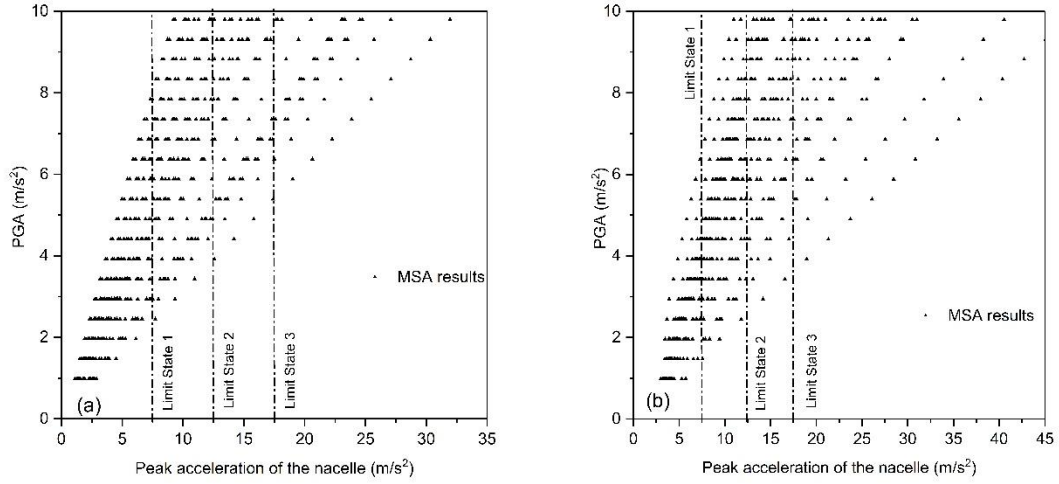 10
8
6
4
2
0
PGA (m/s²)
Limit State 1
Limit State 2
Limit State 3
MSA results
(a)
0 5 10 15 20 25 30 35
Peak acceleration of the nacelle (m/s²)
10
8
6
4
2
0
PGA (m/s²)
Limit State 1
Limit State 2
Limit State 3
MSA results
(b)
0 5 10 15 20 25 30 35 40 45
Peak acceleration of the nacelle (m/s²)